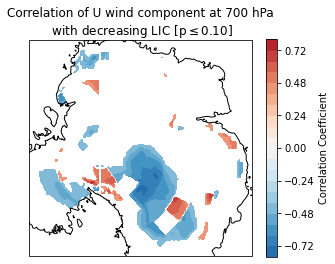 Correlation of U wind component at 700 hPa
with decreasing LIC [p ≤ 0.10]
0.72
0.48
0.24
0.00
−0.24
−0.48
−0.72
Correlation Coefficient